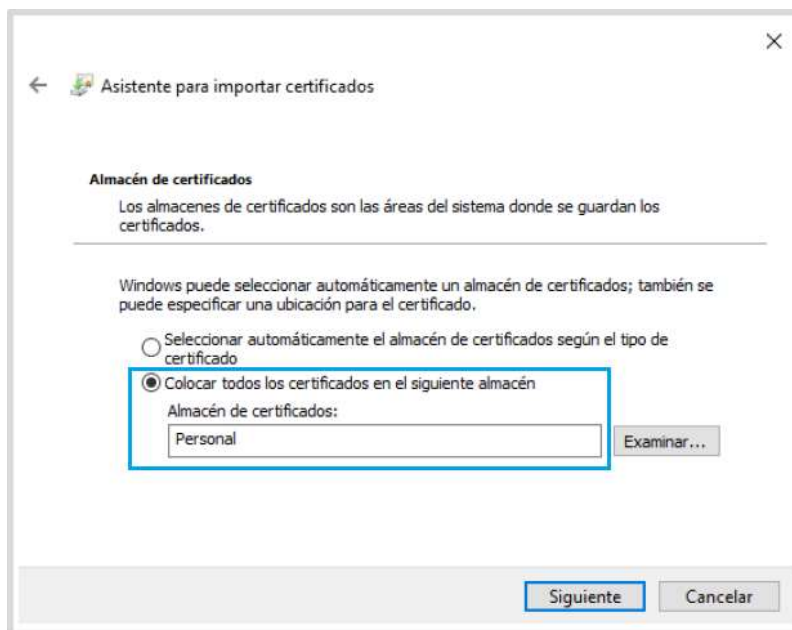 Asistente para importar certificados
Almacén de certificados
Los almacenes de certificados son las áreas del sistema donde se guardan los
certificados.
Windows puede seleccionar automáticamente un almacén de certificados; también se
puede especificar una ubicación para el certificado.
Seleccionar automáticamente el almacén de certificados según el tipo de
certificado
Colocar todos los certificados en el siguiente almacén
Almacén de certificados:
Personal
Examinar...
Siguiente
Cancelar